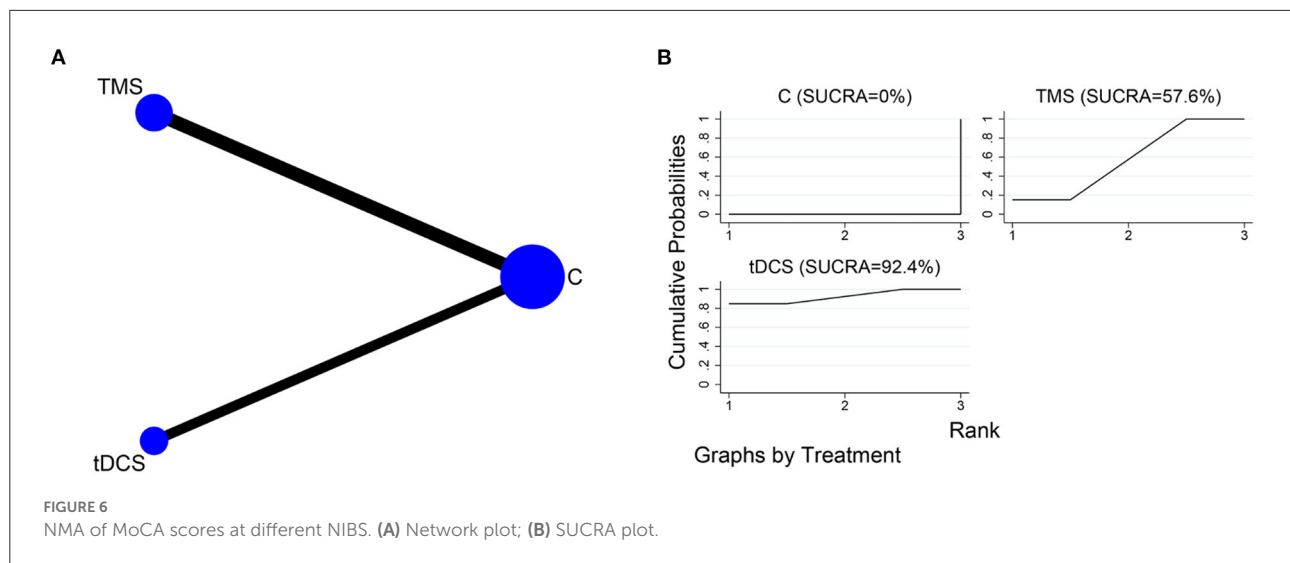 A
TMS
C
tDCS
B
C (SUCRA=0%)
TMS (SUCRA=57.6%)
Cumulative Probabilities
0 .2 .4 .6 .8 1
1 2 3
0 .2 .4 .6 .8 1
1 2 3
tDCS (SUCRA=92.4%)
0 .2 .4 .6 .8 1
1 2 3
Rank
Graphs by Treatment
FIGURE 6
NMA of MoCA scores at different NIBS. (A) Network plot; (B) SUCRA plot.